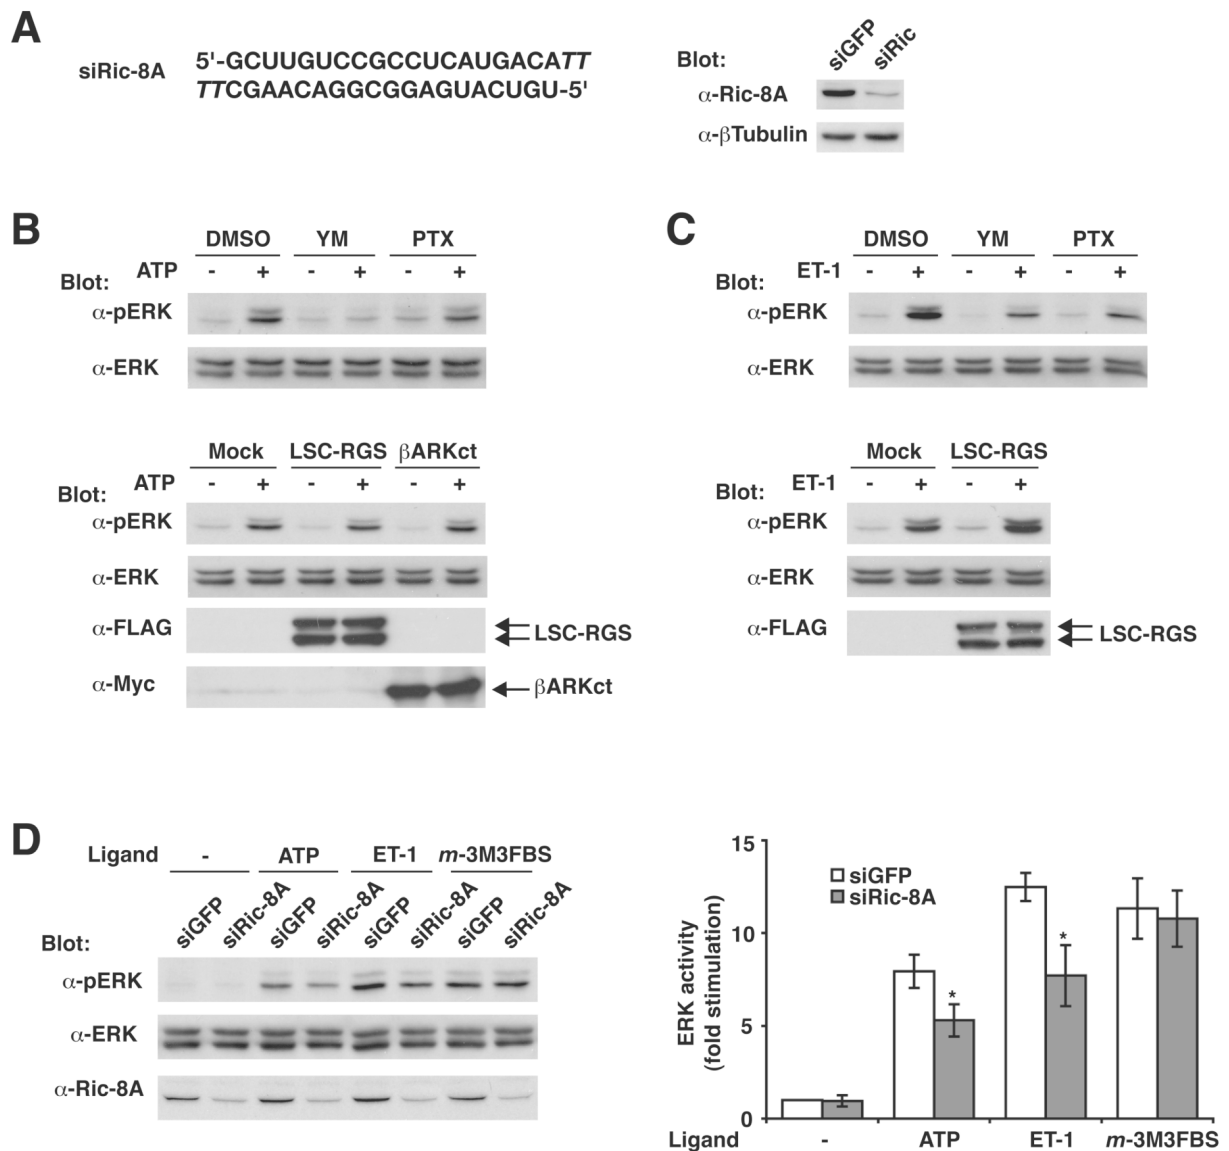 A
siRic-8A
5'-GCUUGUCCGCCUCAUGACATT
TTCGAACAGGCGGAGUACUGU-5'
Blot:
siGFP siRic
α-Ric-8A
α-βTubulin
B
DMSO YM PTX
ATP - + - + - +
Blot:
α-pERK
α-ERK
Mock LSC-RGS βARKct
ATP - + - + - +
Blot:
α-pERK
α-ERK
α-FLAG
LSC-RGS
α-Myc
βARKct
C
DMSO YM PTX
ET-1 - + - + - +
Blot:
α-pERK
α-ERK
Mock LSC-RGS
ET-1 - + - +
Blot:
α-pERK
α-ERK
α-FLAG
LSC-RGS
D
Ligand - ATP ET-1 m-3M3FBS
siGFP siRic-8A siGFP siRic-8A siGFP siRic-8A siGFP siRic-8A
Blot:
α-pERK
α-ERK
α-Ric-8A
ERK activity
(fold stimulation)
15
10
5
0
siGFP
siRic-8A
*
*
Ligand - ATP ET-1 m-3M3FBS